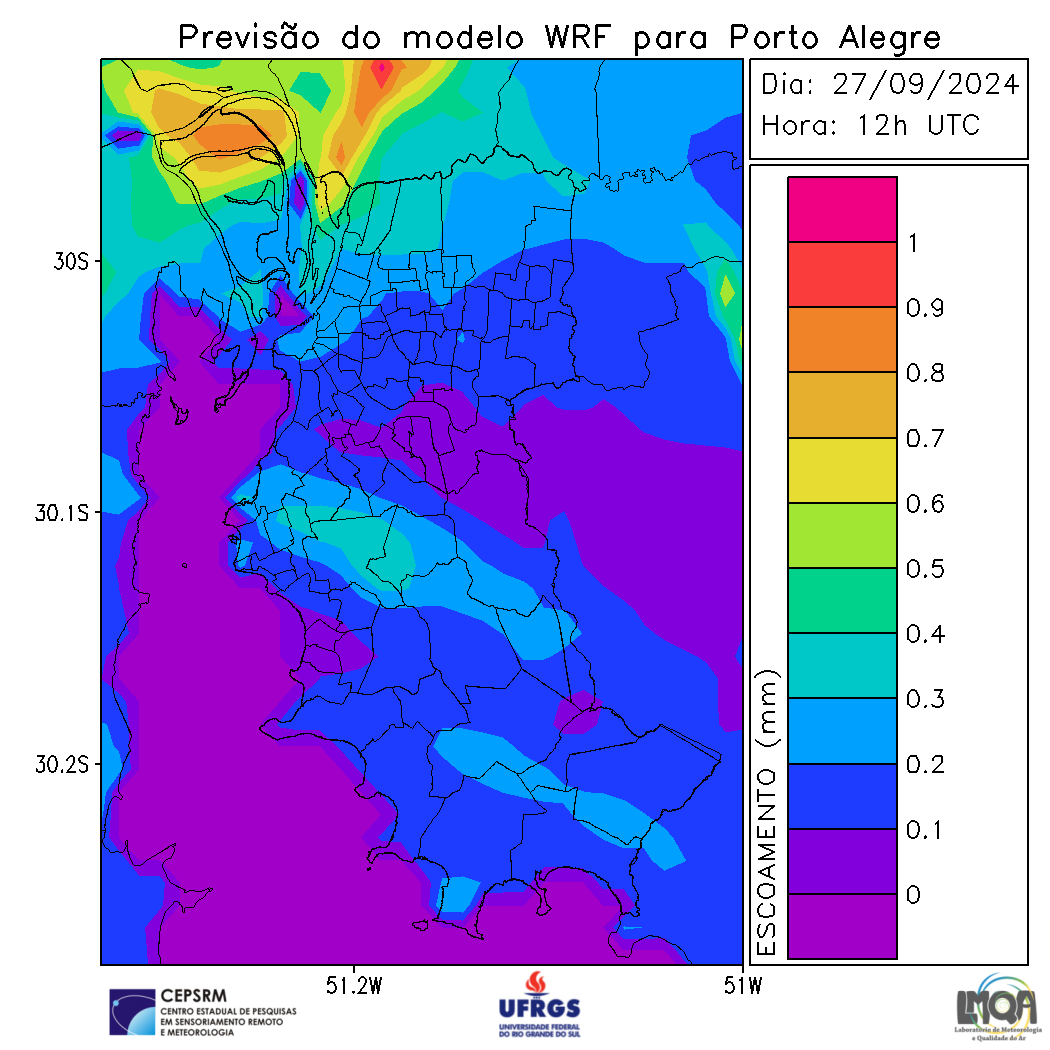 Previsão do modelo WRF para Porto Alegre
Dia: 27/09/2024
Hora: 12h UTC
30S
30.1S
30.2S
51.2W
51W
1
0.9
0.8
0.7
0.6
0.5
0.4
0.3
0.2
0.1
0
ESCOAMENTO (mm)
CEPSRM
CENTRO ESTADUAL DE PESQUISAS
EM SENSORIAMENTO REMOTO
E METEOROLOGIA
UFRGS
UNIVERSIDADE FEDERAL
DO RIO GRANDE DO SUL
LMQA
Laboratório de Meteorologia
e Qualidade do Ar